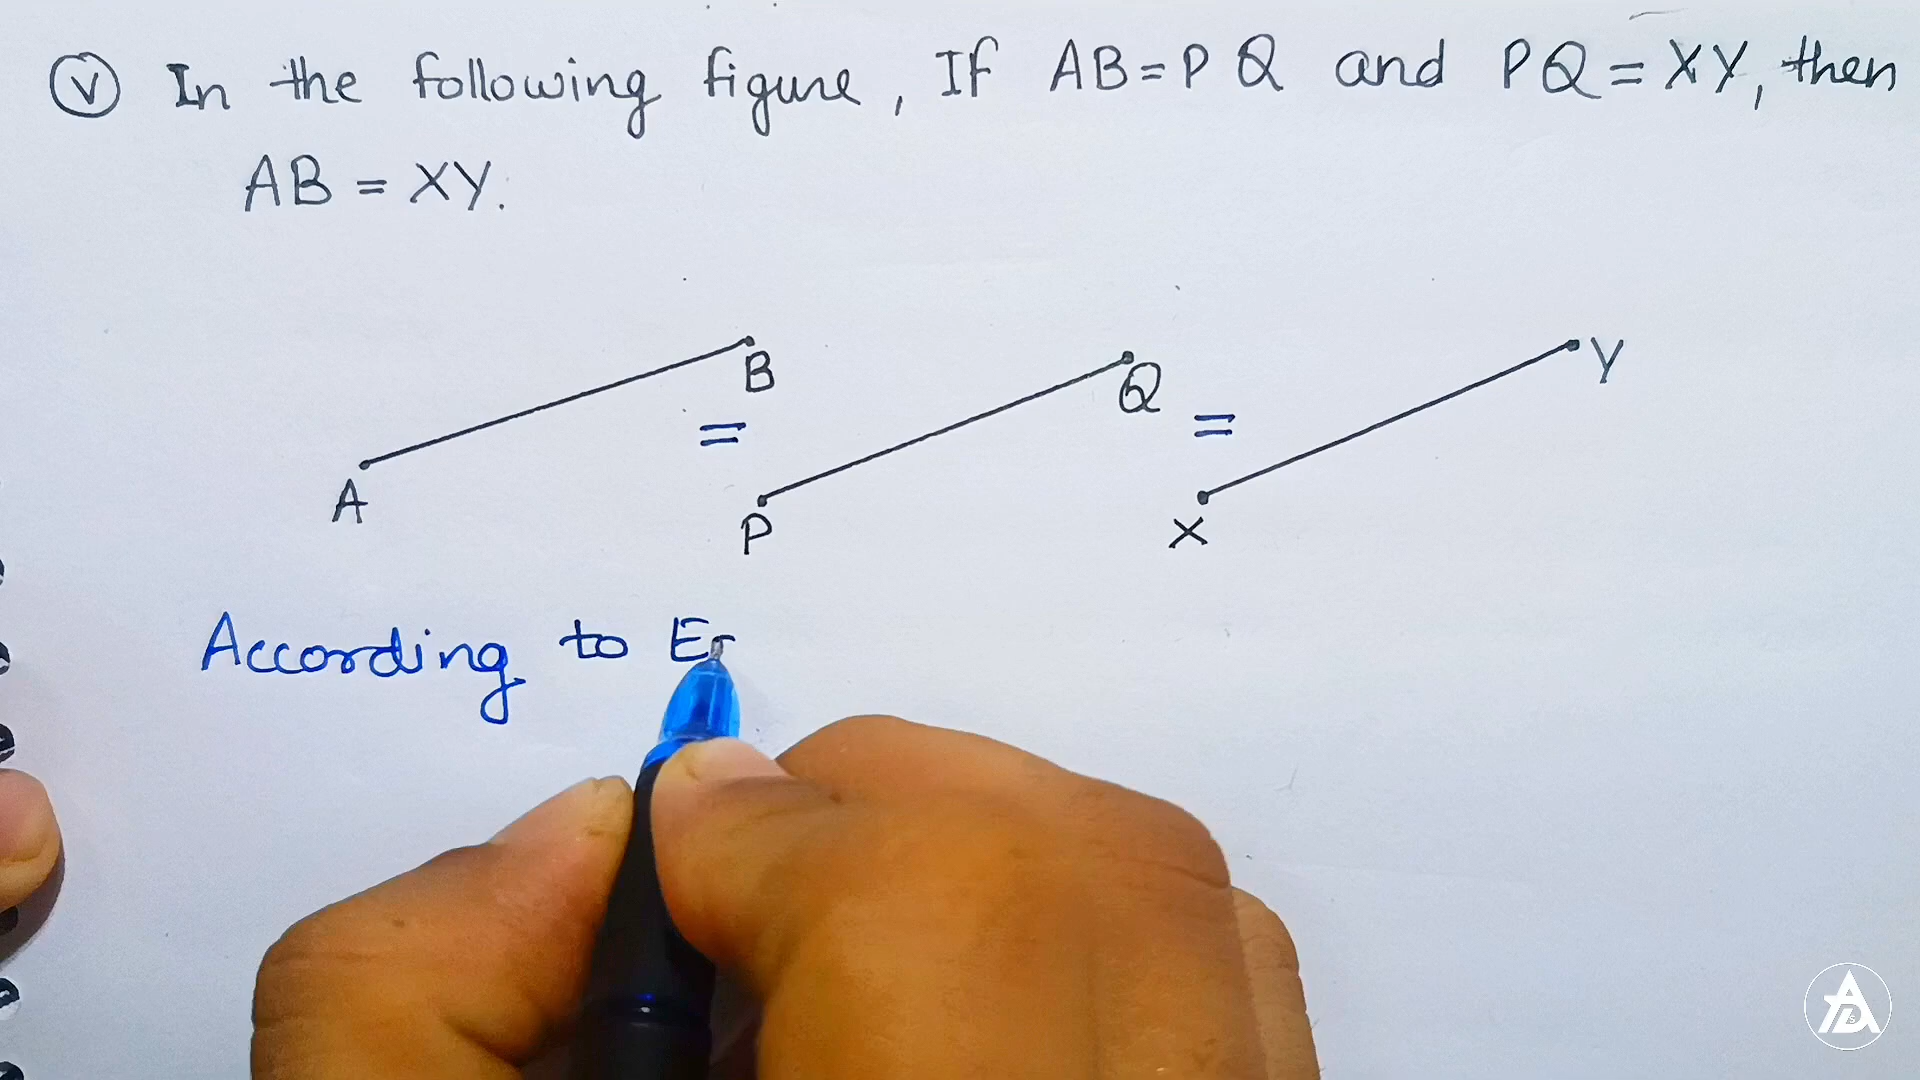 (v) In the following figure, If AB = PQ and PQ = XY, then
AB = XY.
B
Y
Q
=
=
A
P
X
According to